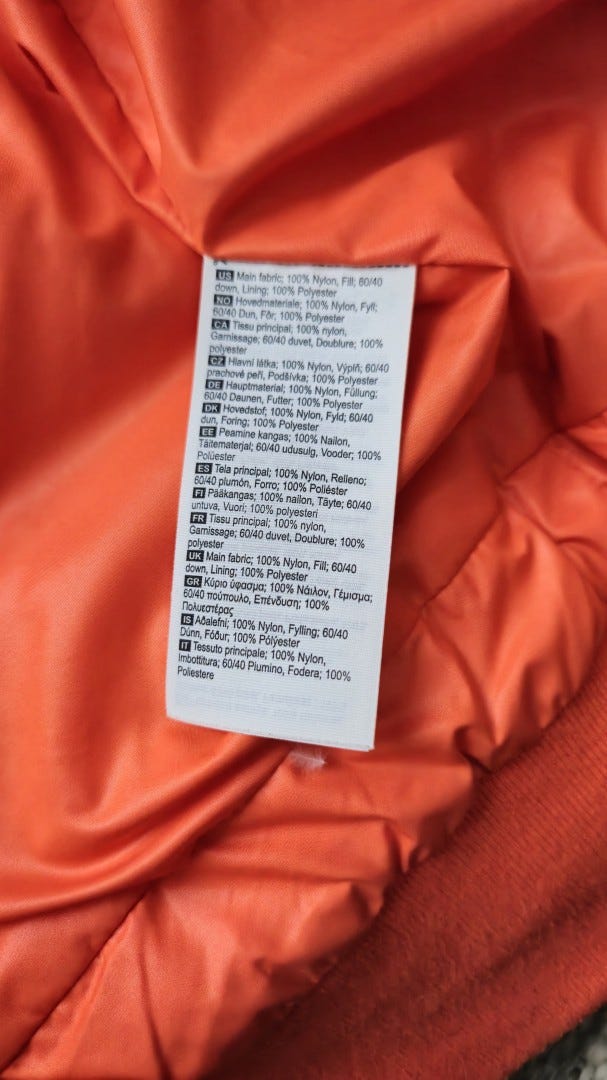 US Main fabric; 100% Nylon, Fill; 60/40
down, Lining; 100% Polyester
NO Hovedmateriale; 100% Nylon, Fyll;
60/40 Dun, Fôr; 100% Polyester
CA Tissu principal; 100% nylon,
Garnissage; 60/40 duvet, Doublure; 100%
polyester
CZ Hlavní látka; 100% Nylon, Výplň; 60/40
prachové peří, Podšívka; 100% Polyester
DE Hauptmaterial; 100% Nylon, Füllung;
60/40 Daunen, Futter; 100% Polyester
DK Hovedstof; 100% Nylon, Fyld; 60/40
dun, Foring; 100% Polyester
EE Peamine kangas; 100% Nailon,
Täitematerjal; 60/40 udusulg, Vooder; 100%
Polüester
ES Tela principal; 100% Nylon, Relleno;
60/40 plumón, Forro; 100% Poliéster
FI Pääkangas; 100% nailon, Täyte; 60/40
untuva, Vuori; 100% polyesteri
FR Tissu principal; 100% nylon,
Garnissage; 60/40 duvet, Doublure; 100%
polyester
UK Main fabric; 100% Nylon, Fill; 60/40
down, Lining; 100% Polyester
GR Κύριο ύφασμα; 100% Νάιλον, Γέμισμα;
60/40 πούπουλο, Επένδυση; 100%
Πολυεστέρας
IS Aðalefni; 100% Nylon, Fylling; 60/40
Dúnn, Fóður; 100% Pólýester
IT Tessuto principale; 100% Nylon,
Imbottitura; 60/40 Piumino, Fodera; 100%
Poliestere